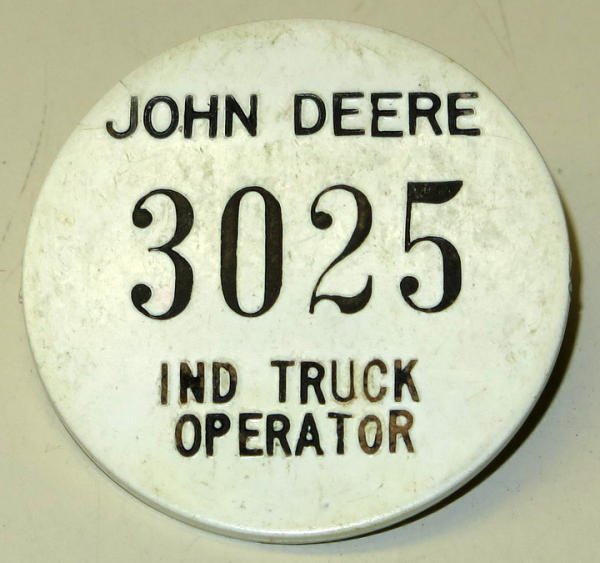 JOHN DEERE
3025
IND TRUCK
OPERATOR